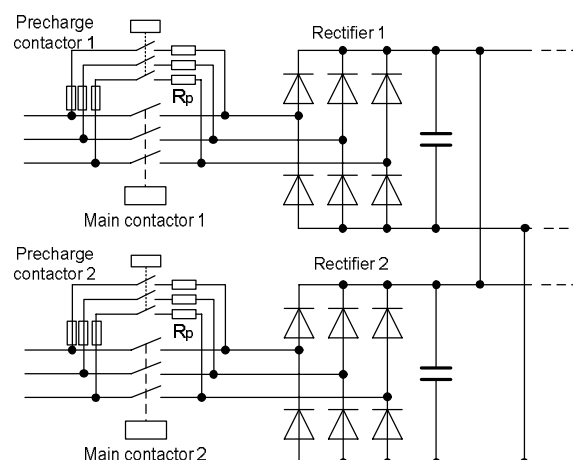 Precharge
contactor 1
Rectifier 1
Rp
Main contactor 1
Precharge
contactor 2
Rectifier 2
Rp
Main contactor 2